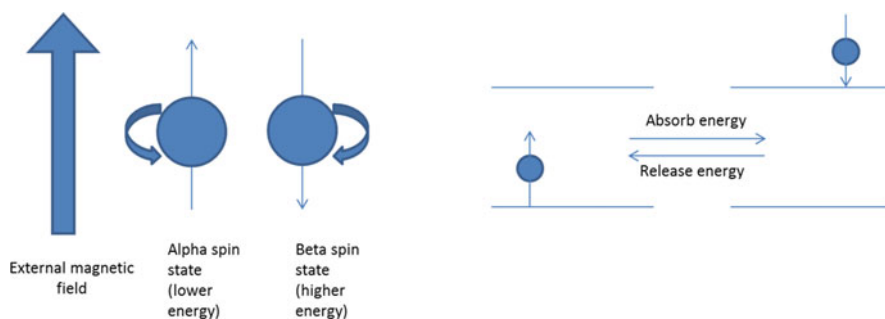 External magnetic
field
Alpha spin
state
(lower
energy)
Beta spin
state
(higher
energy)
Absorb energy
Release energy